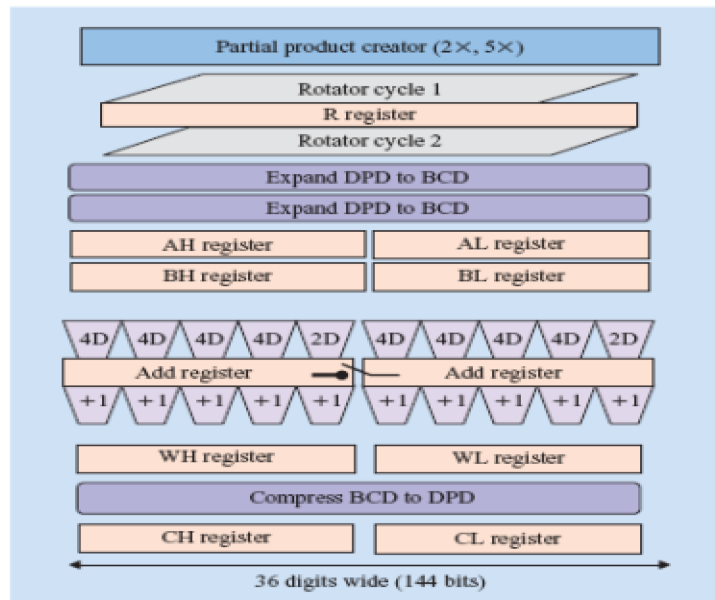 Partial product creator (2×, 5×)
Rotator cycle 1
R register
Rotator cycle 2
Expand DPD to BCD
Expand DPD to BCD
AH register AL register
BH register BL register
4D 4D 4D 4D 2D 4D 4D 4D 4D 2D
Add register Add register
+1 +1 +1 +1 +1 +1 +1 +1 +1 +1
WH register WL register
Compress BCD to DPD
CH register CL register
36 digits wide (144 bits)